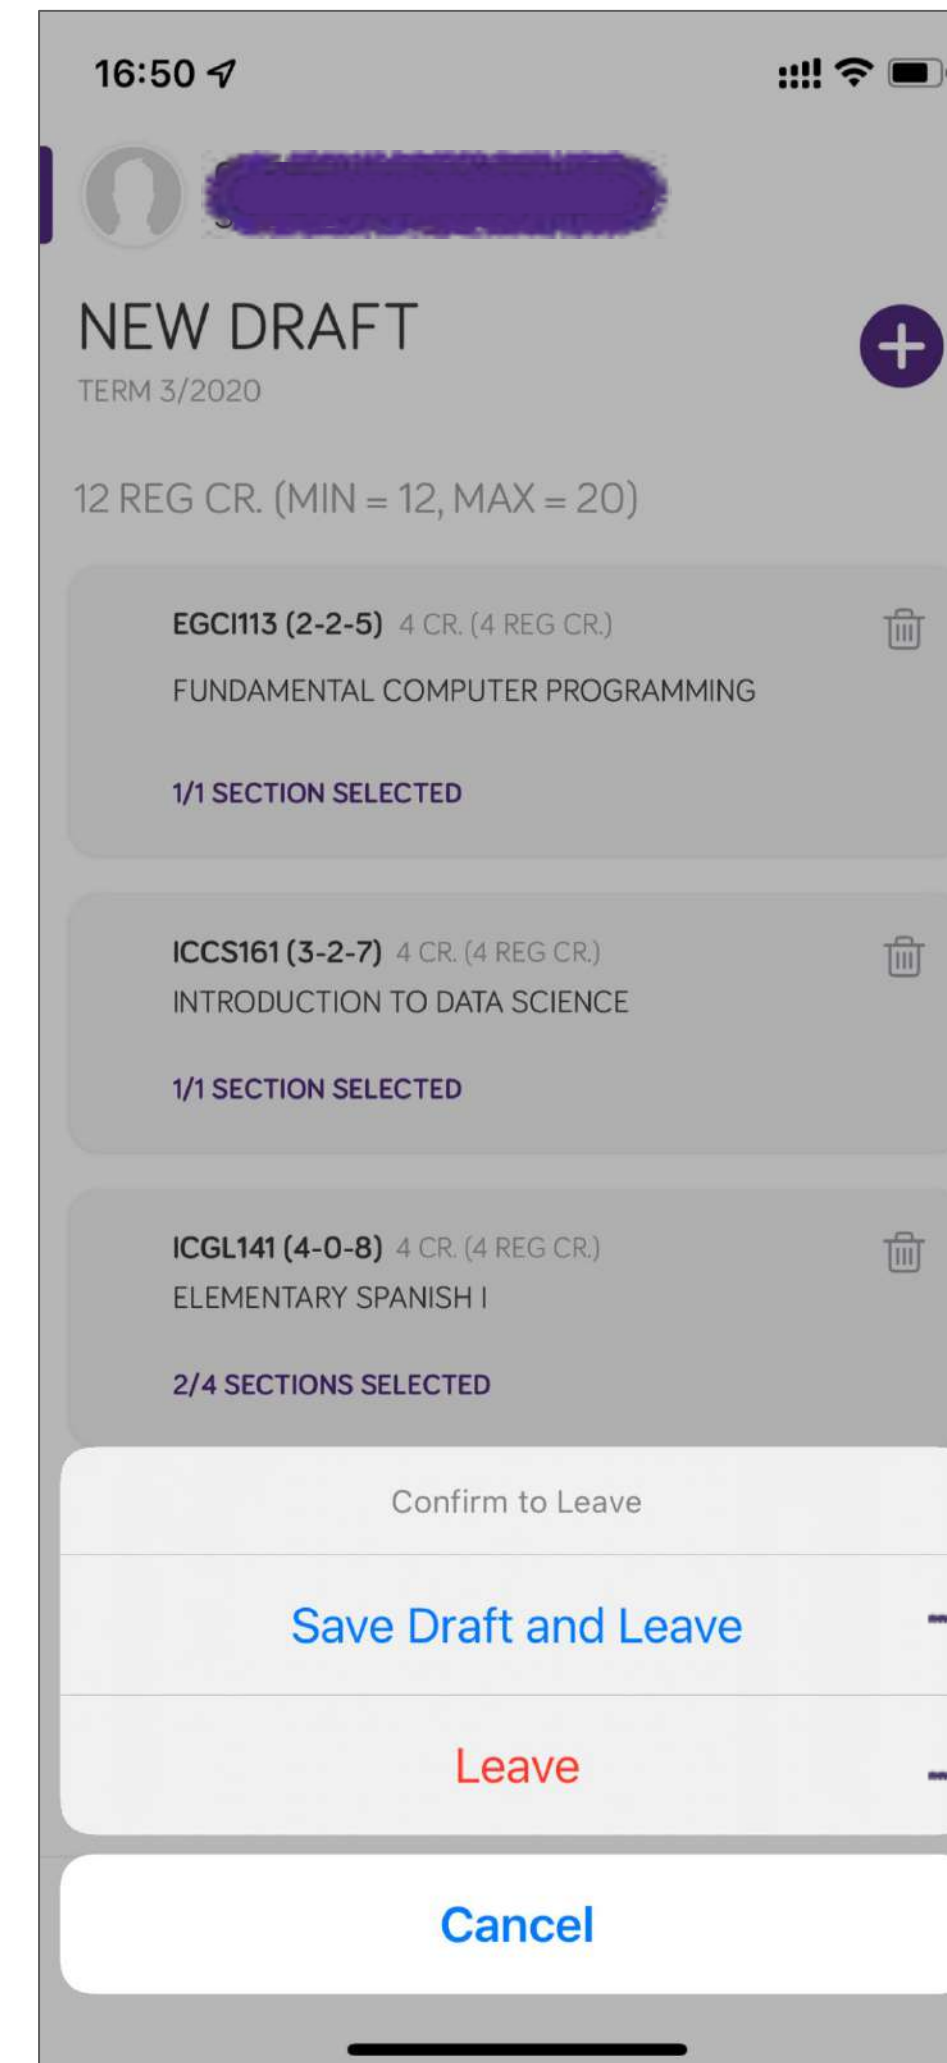 16:50
NEW DRAFT
TERM 3/2020
12 REG CR. (MIN = 12, MAX = 20)
EGCI113 (2-2-5) 4 CR. (4 REG CR.)
FUNDAMENTAL COMPUTER PROGRAMMING
1/1 SECTION SELECTED
ICCS161 (3-2-7) 4 CR. (4 REG CR.)
INTRODUCTION TO DATA SCIENCE
1/1 SECTION SELECTED
ICGL141 (4-0-8) 4 CR. (4 REG CR.)
ELEMENTARY SPANISH I
2/4 SECTIONS SELECTED
Confirm to Leave
Save Draft and Leave
Leave
Cancel